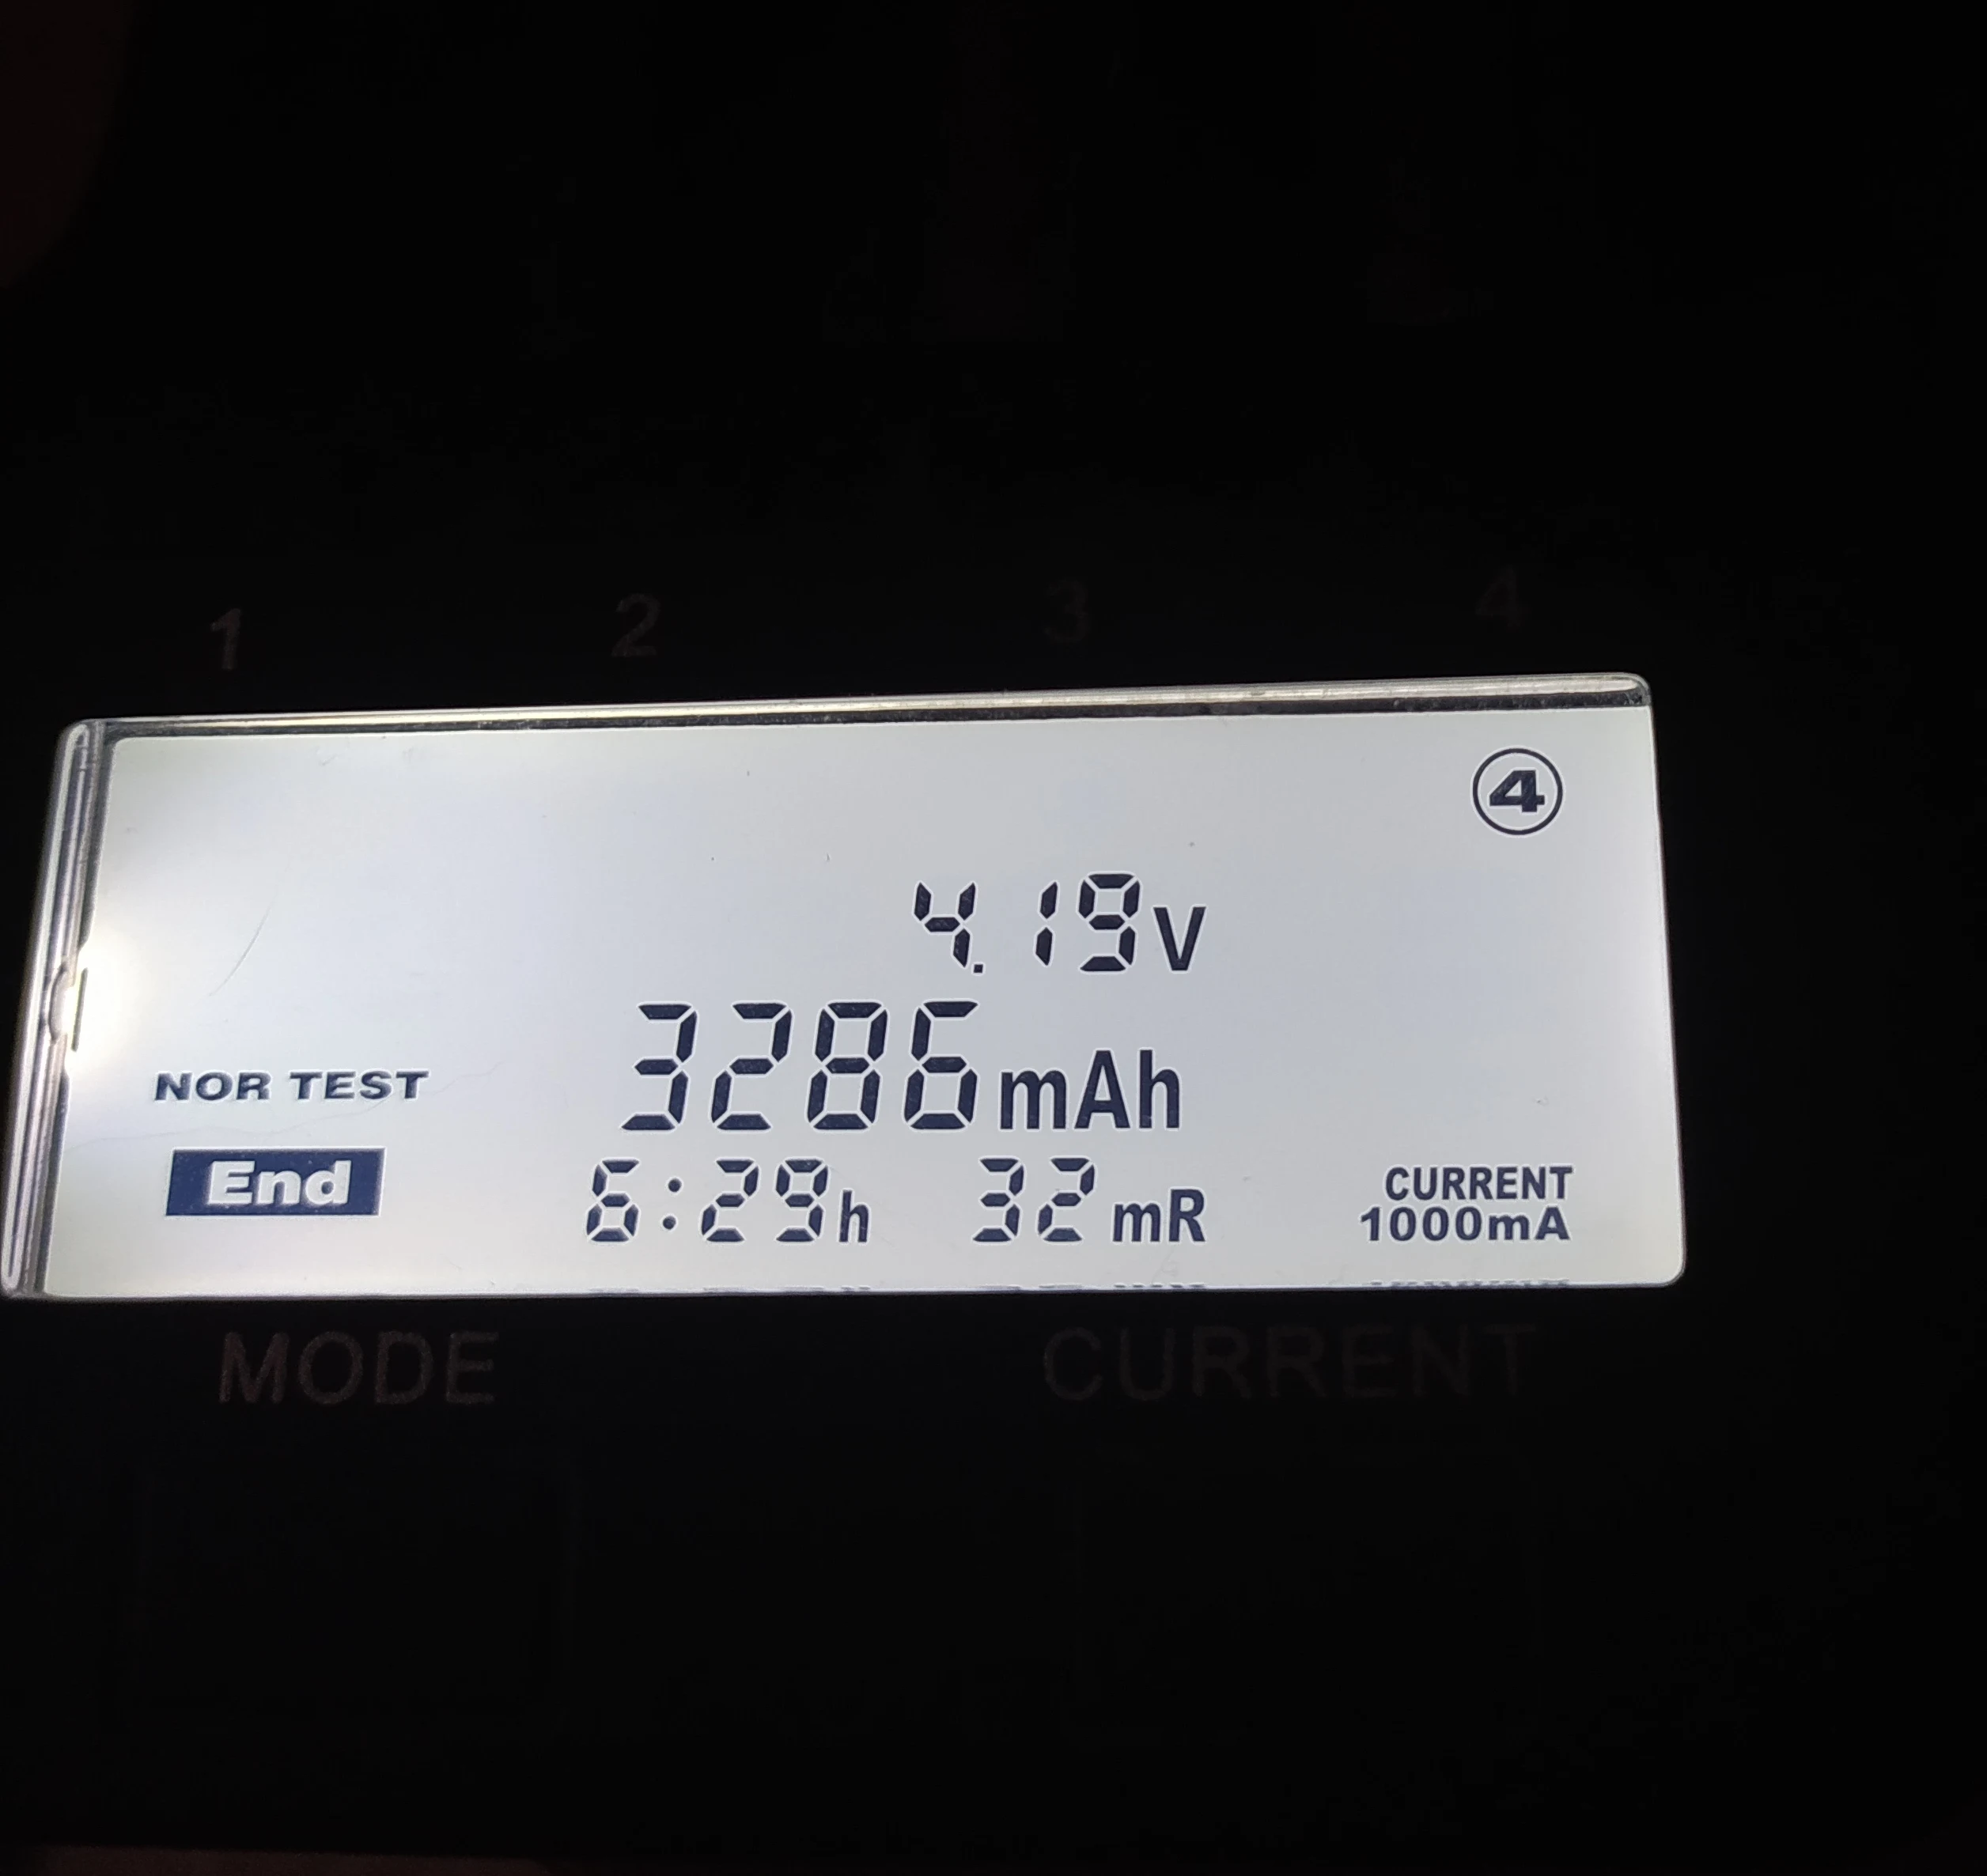 1 2 3 4
④
4.19V
3286mAh
NOR TEST
End 6:29h 32mR CURRENT
1000mA
MODE CURRENT